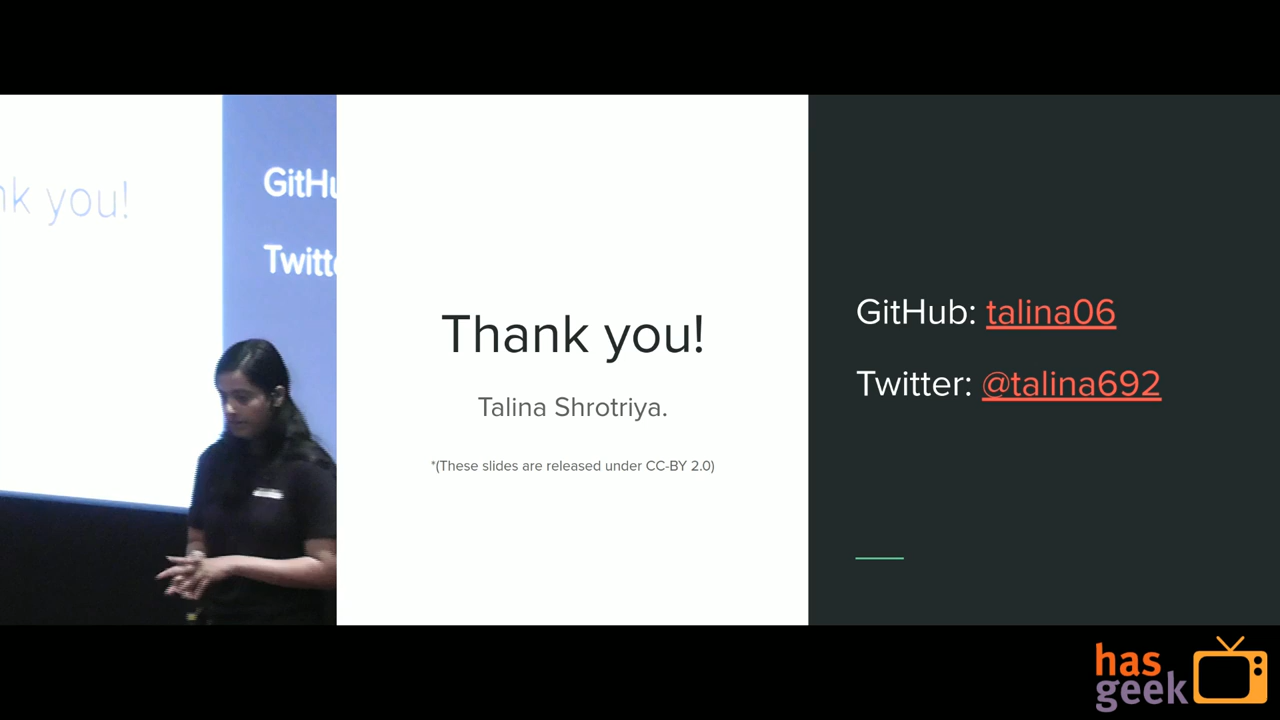 nk you!
GitHu
Twitte
Thank you!
Talina Shrotriya.
*(These slides are released under CC-BY 2.0)
GitHub: talina06
Twitter: @talina692
has
geek